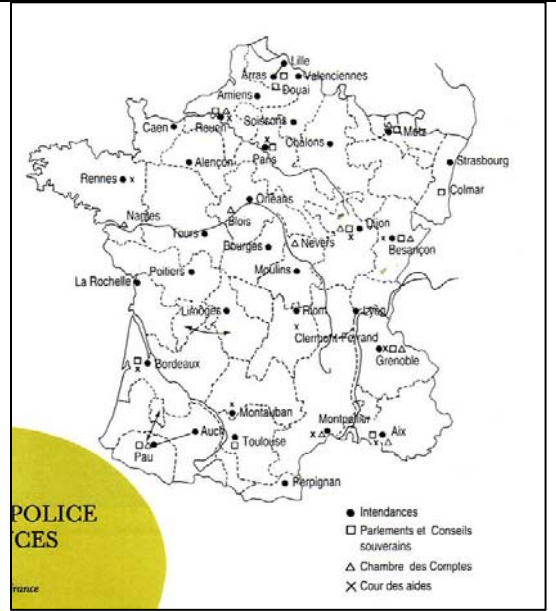 Lille
Arras
Valenciennes
Douai
Amiens
Rouen
Soissons
Caen
Metz
Paris
Châlons
Alençon
Strasbourg
Rennes
Colmar
Orléans
Nantes
Blois
Dijon
Tours
Nevers
Besançon
Bourges
Poitiers
Moulins
La Rochelle
Limoges
Riom
Lyon
Clermont-Ferrand
Bordeaux
Grenoble
Montauban
Montpellier
Auch
Toulouse
Aix
Pau
Perpignan
POLICE
CES
rance
Intendances
Parlements et Conseils
souverains
Chambre des Comptes
Cour des aides